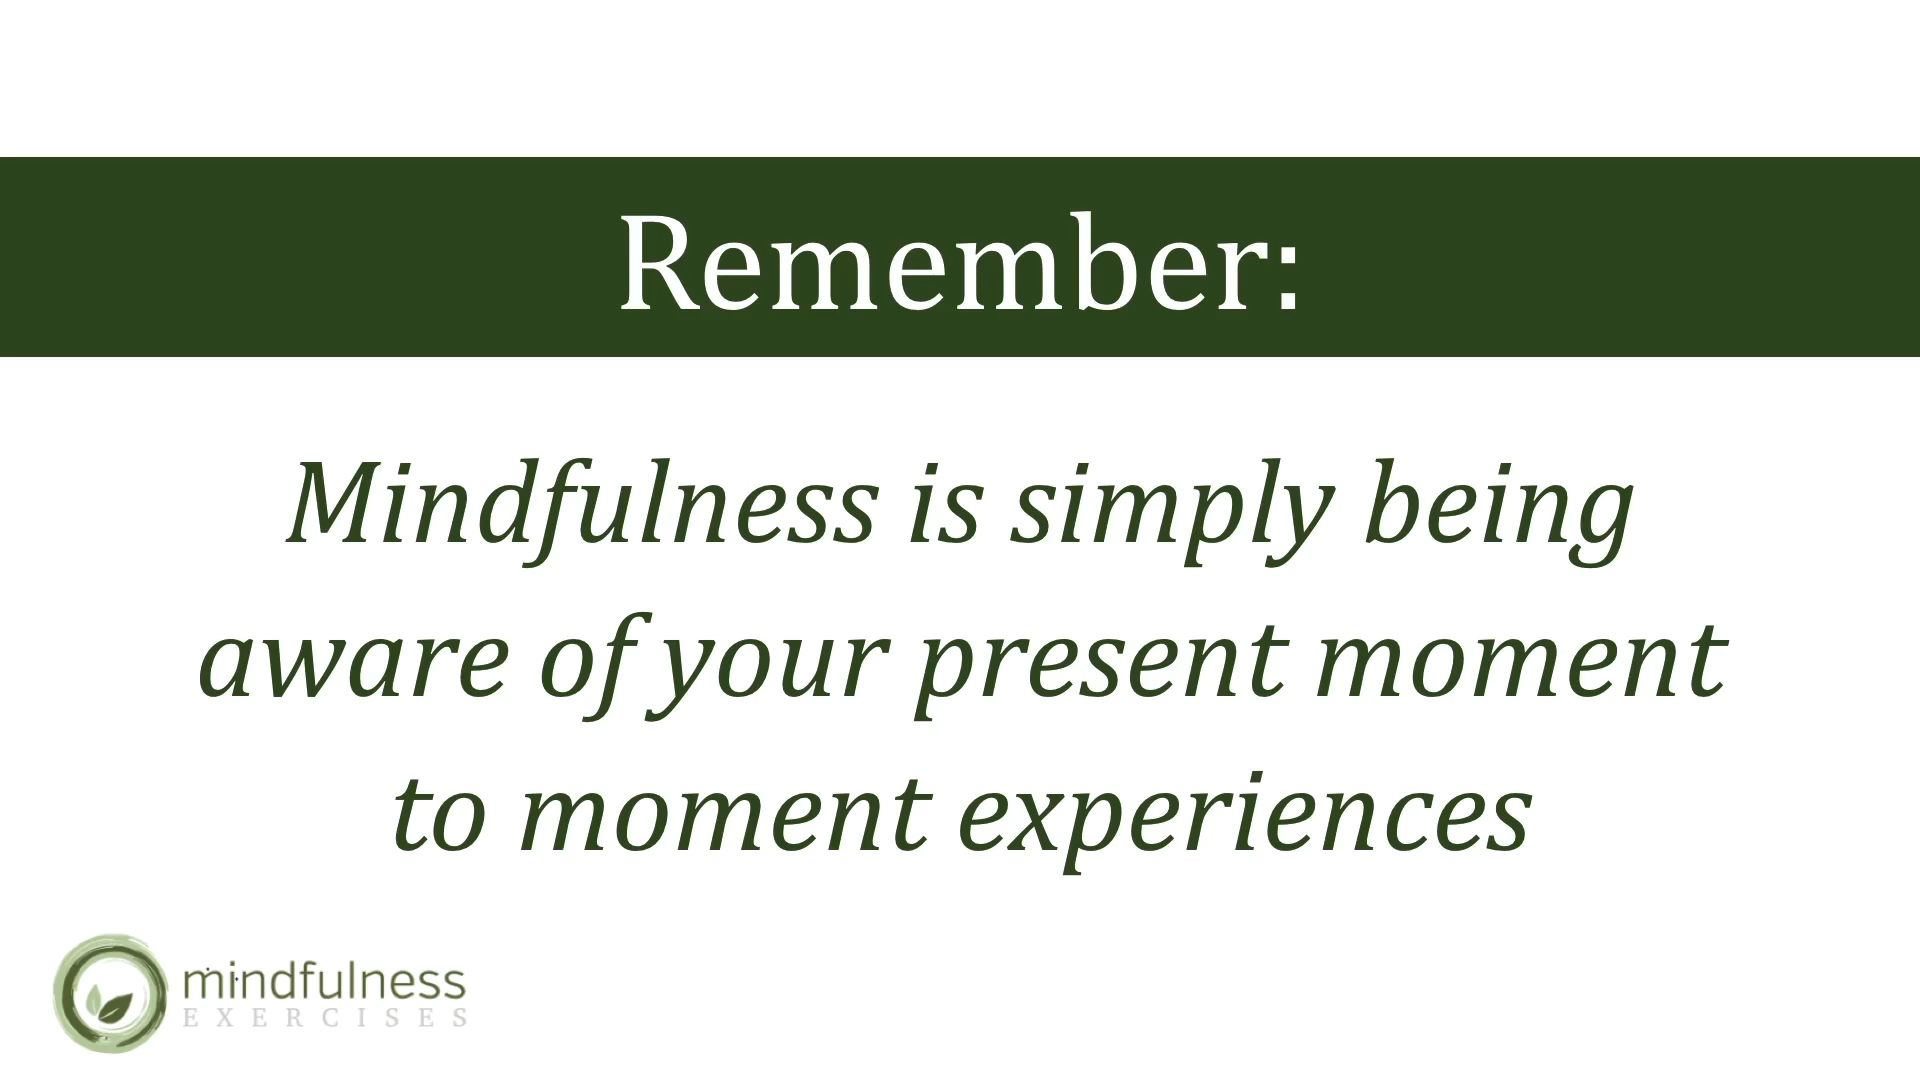 Remember:
Mindfulness is simply being
aware of your present moment
to moment experiences
mindfulness
EXERCISES